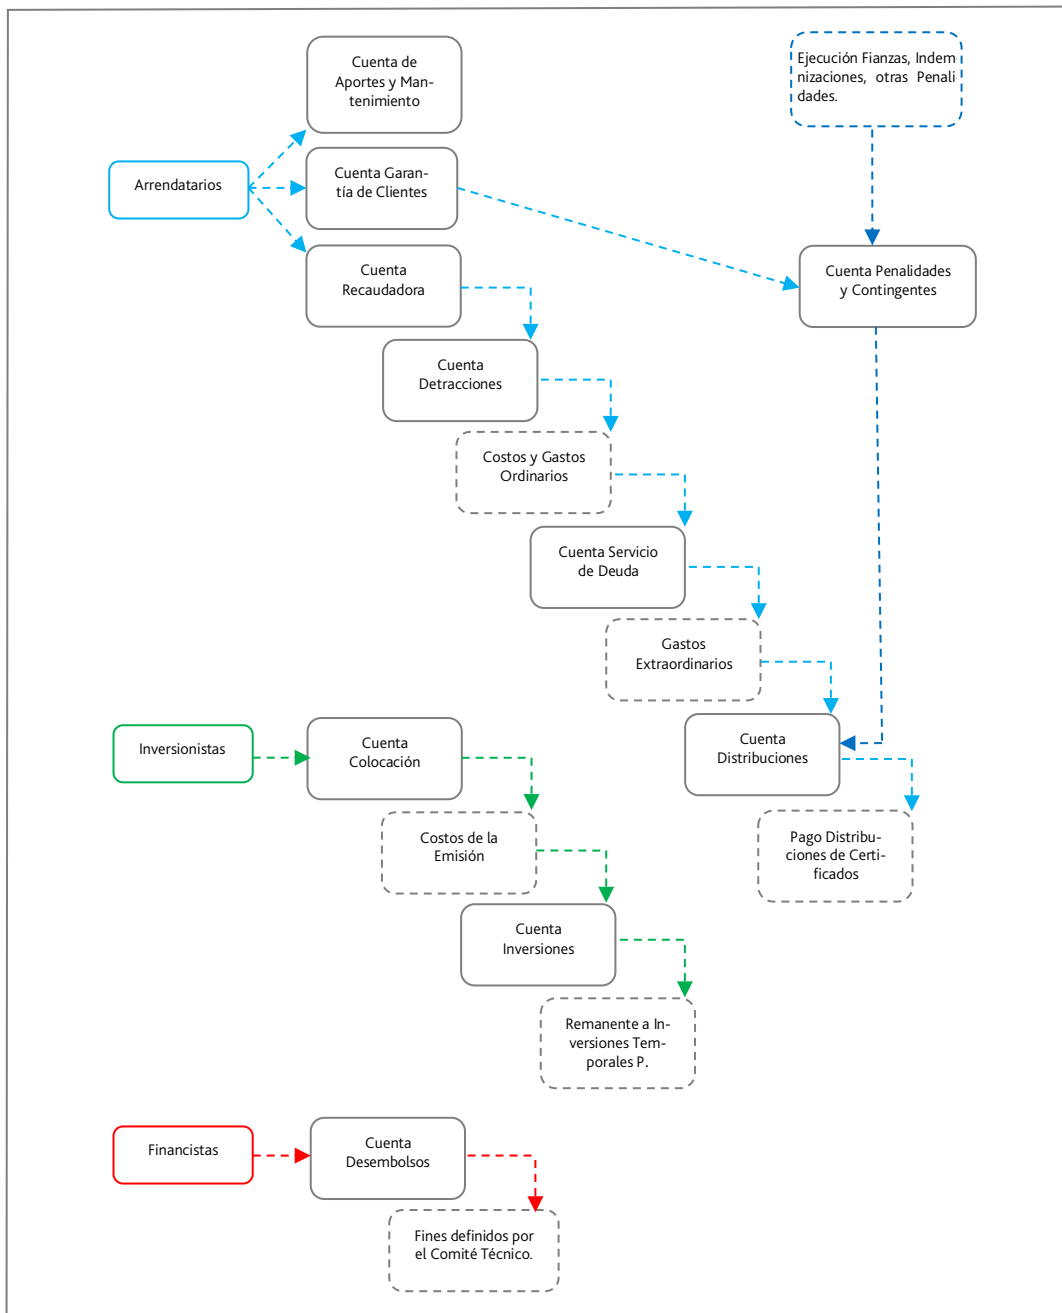 Cuenta de
Aportes y Man-
tenimiento
Ejecución Fianzas, Indem
nizaciones, otras Penali
dades.
Arrendatarios
Cuenta Garan-
tía de Clientes
Cuenta
Recaudadora
Cuenta Penalidades
y Contingentes
Cuenta
Detracciones
Costos y Gastos
Ordinarios
Cuenta Servicio
de Deuda
Gastos
Extraordinarios
Cuenta
Distribuciones
Pago Distribu-
ciones de Certi-
ficados
Inversionistas
Cuenta
Colocación
Costos de la
Emisión
Cuenta
Inversiones
Remanente a In-
versiones Tem-
porales P.
Financistas
Cuenta
Desembolsos
Fines definidos por
el Comité Técnico.